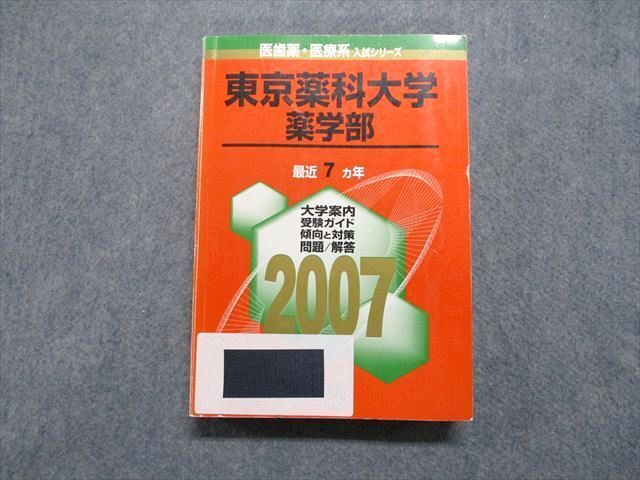 医歯薬・医療系 入試シリーズ
東京薬科大学
薬学部
最近 7 ヵ年
大学案内
受験ガイド
傾向と対策
問題/解答
2007